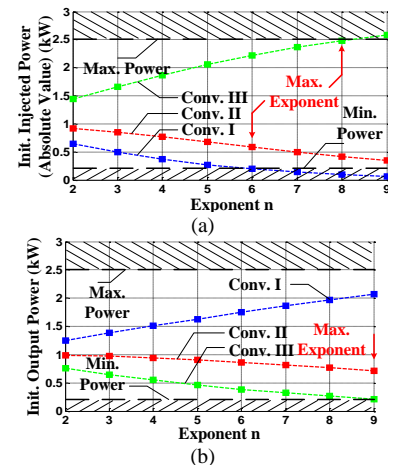 Init. Injected Power
(Absolute Value) (kW)
3
2.5
2
1.5
1
0.5
0
Max. Power
Conv. III
Conv. II
Conv. I
Max.
Exponent
Min.
Power
2 3 4 5 6 7 8 9
Exponent n
(a)
Init. Output Power (kW)
3
2.5
2
1.5
1
0.5
0
Max.
Power
Conv. I
Conv. II
Conv. III
Max.
Exponent
Min.
Power
2 3 4 5 6 7 8 9
Exponent n
(b)